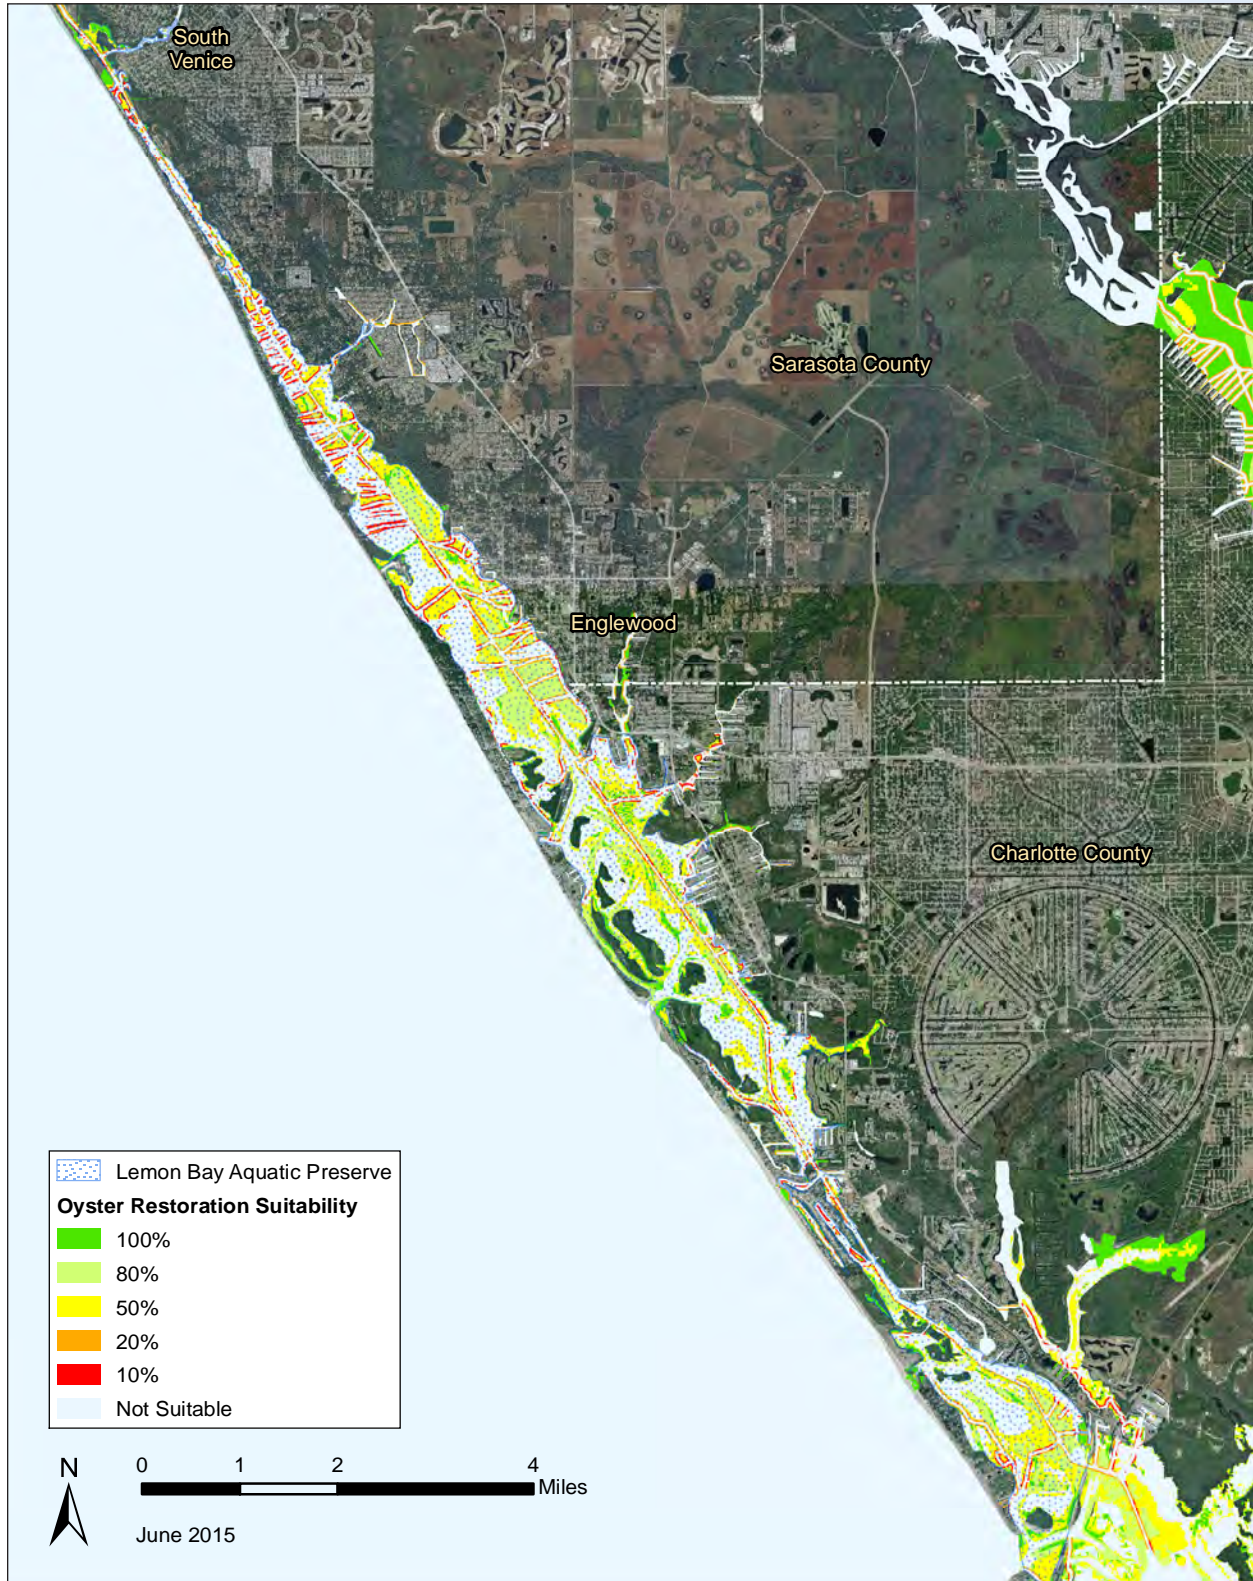 South
Venice
Sarasota County
Englewood
Charlotte County
Lemon Bay Aquatic Preserve
Oyster Restoration Suitability
100%
80%
50%
20%
10%
Not Suitable
N
0 1 2 4
Miles
June 2015